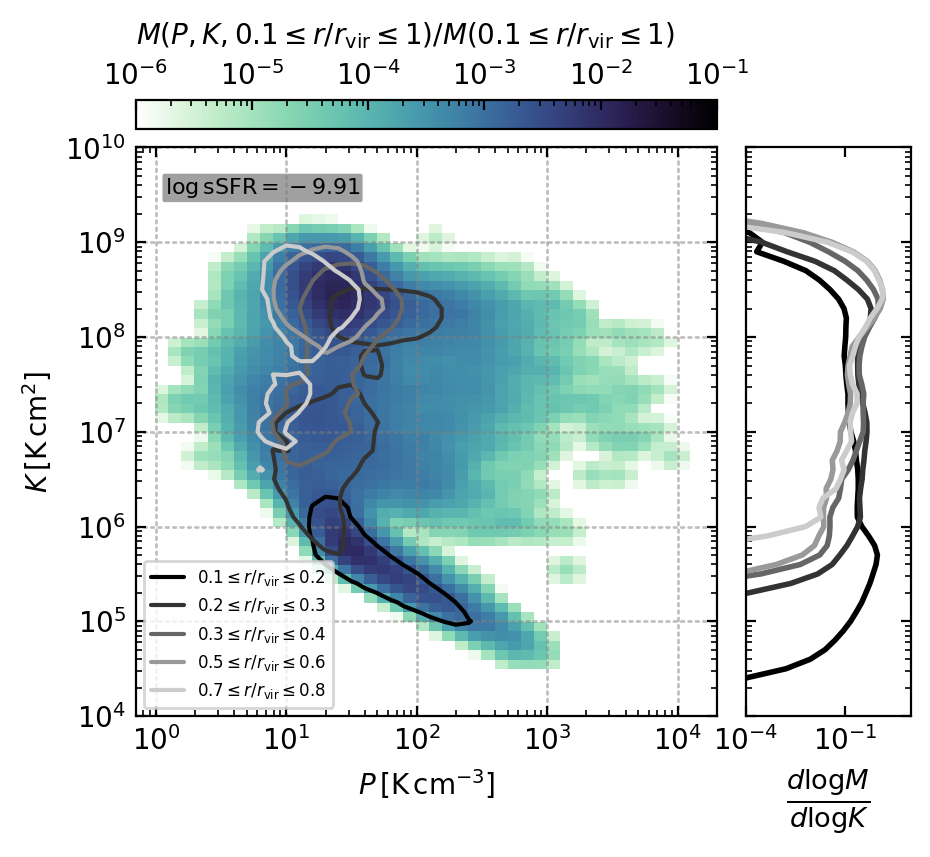 M(P, K, 0.1 ≤ r/r_vir ≤ 1)/M(0.1 ≤ r/r_vir ≤ 1)
10^−6 10^−5 10^−4 10^−3 10^−2 10^−1
10^10
log sSFR = − 9.91
10^9
10^8
10^7
10^6
10^5
10^4
K [K cm^2]
0.1 ≤ r/r_vir ≤ 0.2
0.2 ≤ r/r_vir ≤ 0.3
0.3 ≤ r/r_vir ≤ 0.4
0.5 ≤ r/r_vir ≤ 0.6
0.7 ≤ r/r_vir ≤ 0.8
10^0 10^1 10^2 10^3 10^4 10^−4 10^−1
P [K cm^−3]
dlogM
dlogK